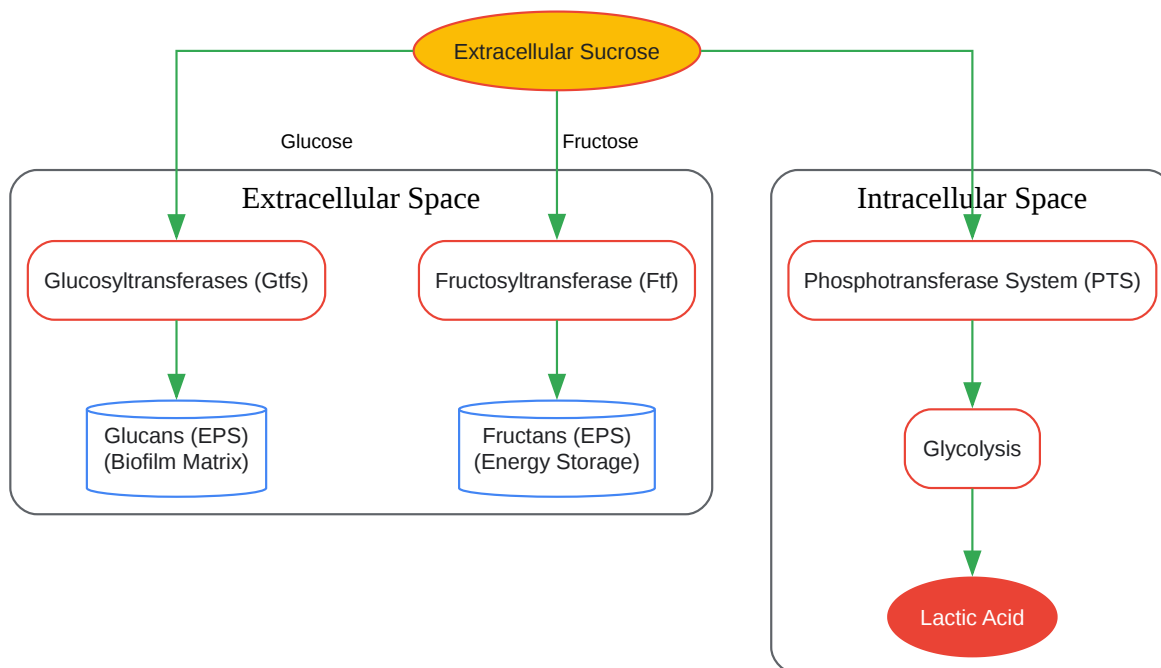 Extracellular Sucrose
Glucose
Fructose
Extracellular Space
Intracellular Space
Glucosyltransferases (Gtfs)
Fructosyltransferase (Ftf)
Phosphotransferase System (PTS)
Glucans (EPS)
(Biofilm Matrix)
Fructans (EPS)
(Energy Storage)
Glycolysis
Lactic Acid